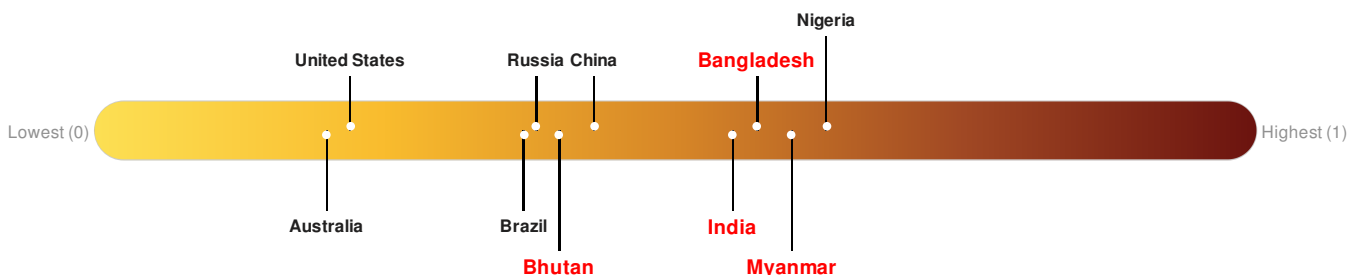 Nigeria
United States
Russia
China
Bangladesh
Lowest (0)
Highest (1)
Australia
Brazil
India
Bhutan
Myanmar